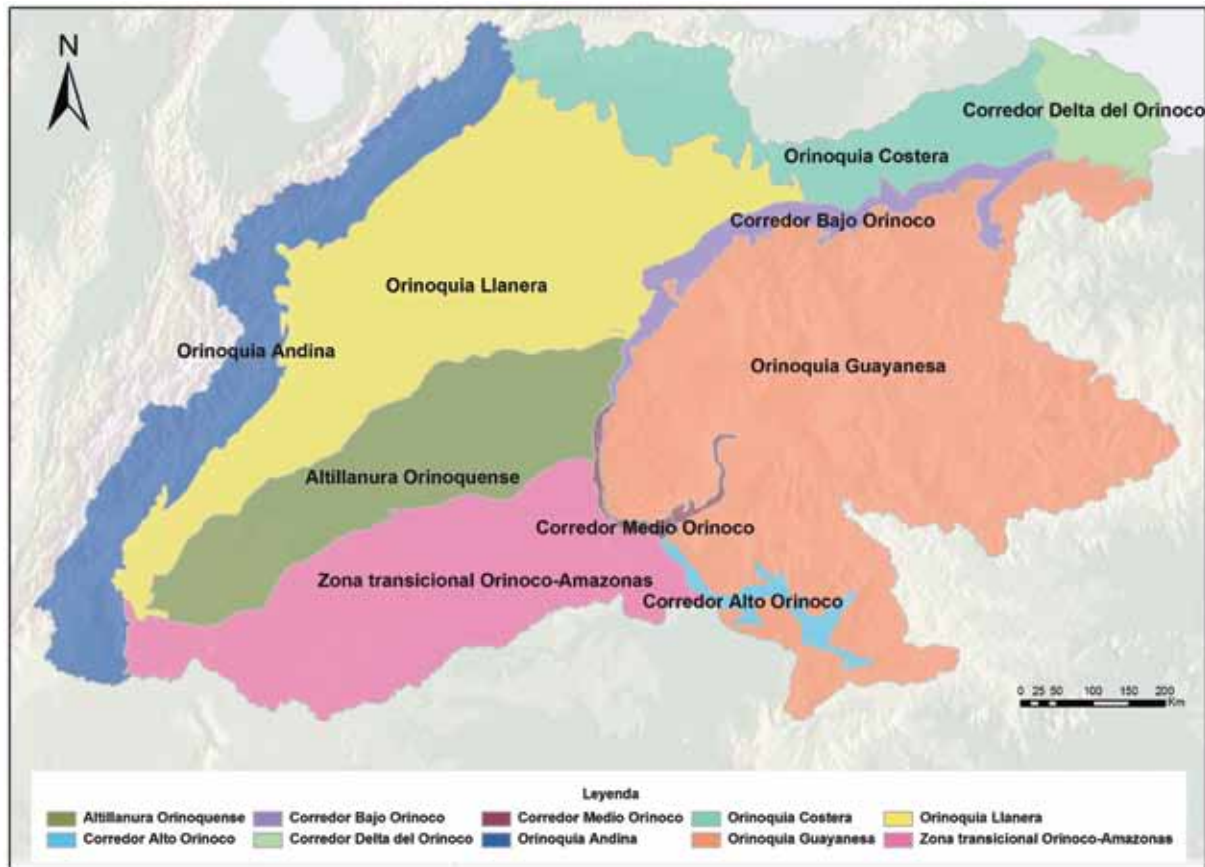 N
Corredor Delta del Orinoco
Orinoquia Costera
Corredor Bajo Orinoco
Orinoquia Llanera
Orinoquia Andina
Orinoquia Guayanesa
Altillanura Orinoquense
Corredor Medio Orinoco
Zona transicional Orinoco-Amazonas
Corredor Alto Orinoco
0 25 50 100 150 200
Km
Leyenda
Altillanura Orinoquense Corredor Bajo Orinoco Corredor Medio Orinoco Orinoquia Costera Orinoquia Llanera
Corredor Alto Orinoco Corredor Delta del Orinoco Orinoquia Andina Orinoquia Guayanesa Zona transicional Orinoco-Amazonas